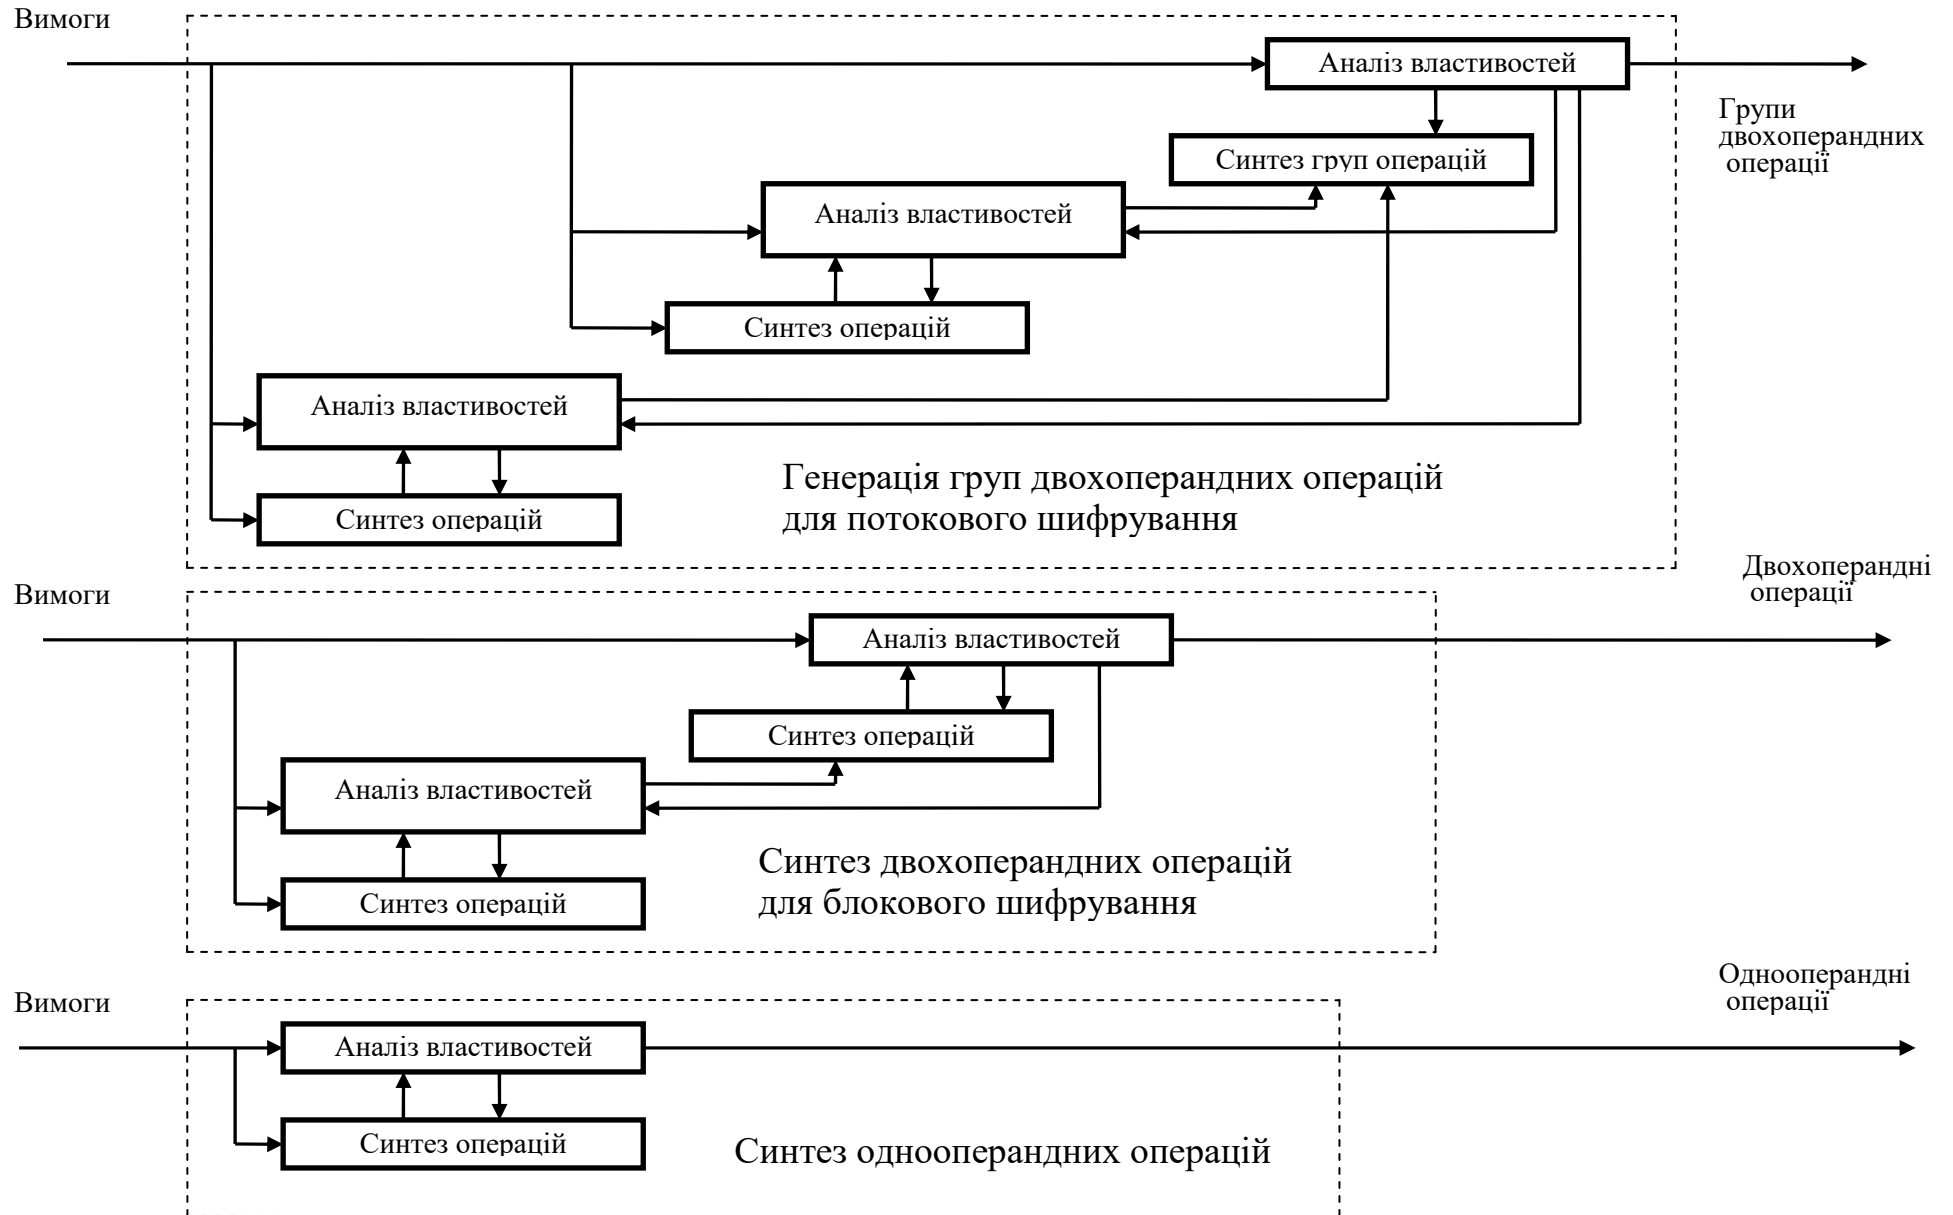 Вимоги
Аналіз властивостей
Групи
двохоперандних
операції
Синтез груп операцій
Аналіз властивостей
Синтез операцій
Аналіз властивостей
Генерація груп двохоперандних операцій
для потокового шифрування
Синтез операцій
Двохоперандні
операції
Вимоги
Аналіз властивостей
Синтез операцій
Аналіз властивостей
Синтез двохоперандних операцій
для блокового шифрування
Синтез операцій
Однооперандні
операції
Вимоги
Аналіз властивостей
Синтез операцій
Синтез однооперандних операцій